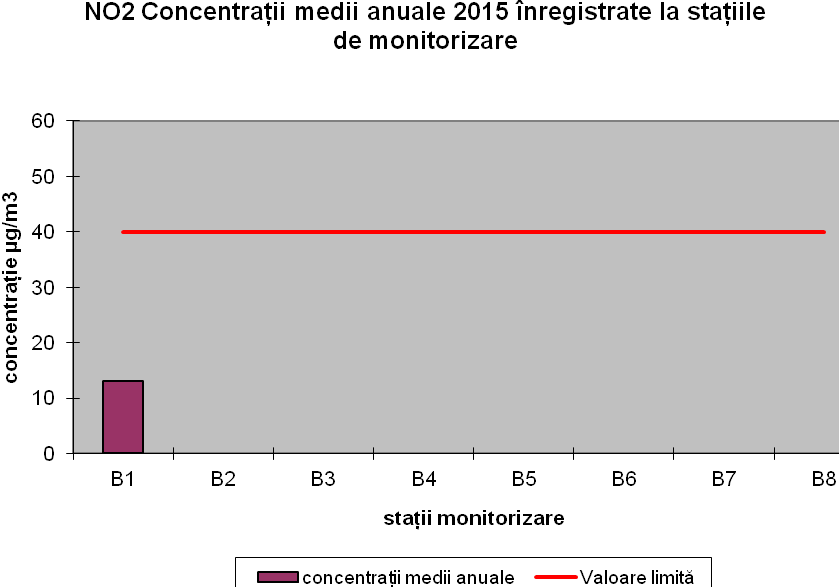 NO2 Concentrații medii anuale 2015 înregistrate la stațiile
de monitorizare
60
50
40
30
20
10
0
concentrație µg/m3
B1 B2 B3 B4 B5 B6 B7 B8
stații monitorizare
concentrații medii anuale Valoare limită